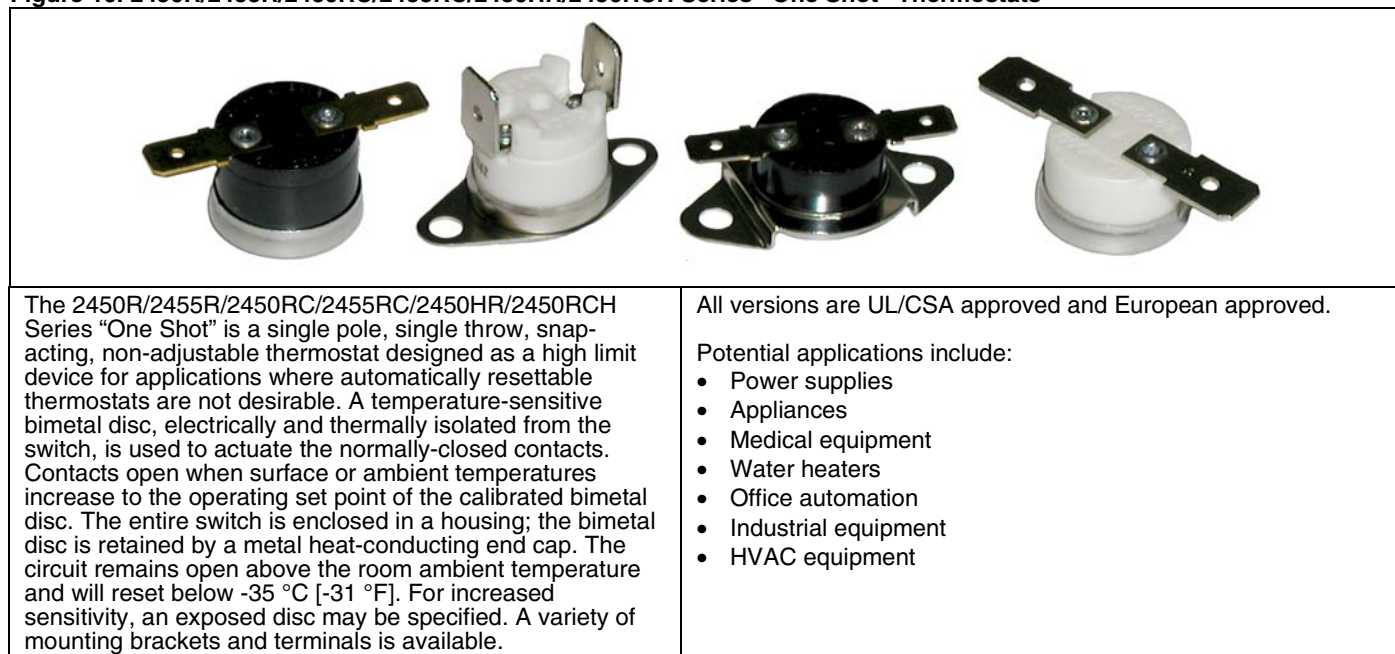 The 2450R/2455R/2450RC/2455RC/2450HR/2450RCH
Series “One Shot” is a single pole, single throw, snap-
acting, non-adjustable thermostat designed as a high limit
device for applications where automatically resettable
thermostats are not desirable. A temperature-sensitive
bimetal disc, electrically and thermally isolated from the
switch, is used to actuate the normally-closed contacts.
Contacts open when surface or ambient temperatures
increase to the operating set point of the calibrated bimetal
disc. The entire switch is enclosed in a housing; the bimetal
disc is retained by a metal heat-conducting end cap. The
circuit remains open above the room ambient temperature
and will reset below -35 °C [-31 °F]. For increased
sensitivity, an exposed disc may be specified. A variety of
mounting brackets and terminals is available.
All versions are UL/CSA approved and European approved.
Potential applications include:
• Power supplies
• Appliances
• Medical equipment
• Water heaters
• Office automation
• Industrial equipment
• HVAC equipment